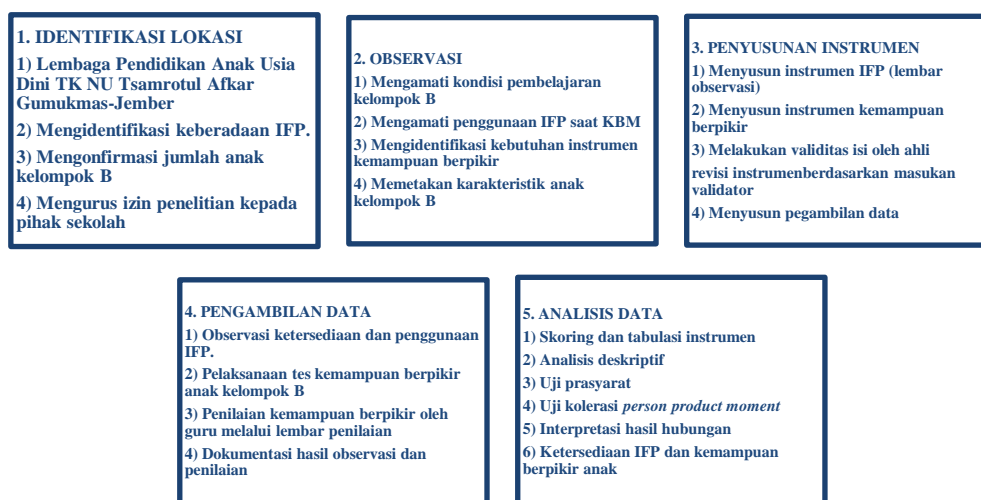 1. IDENTIFIKASI LOKASI
1) Lembaga Pendidikan Anak Usia
Dini TK NU Tsamrotul Afkar
Gumukmas-Jember
2) Mengidentifikasi keberadaan IFP.
3) Mengonfirmasi jumlah anak
kelompok B
4) Mengurus izin penelitian kepada
pihak sekolah
2. OBSERVASI
1) Mengamati kondisi pembelajaran
kelompok B
2) Mengamati penggunaan IFP saat KBM
3) Mengidentifikasi kebutuhan instrumen
kemampuan berpikir
4) Memetakan karakteristik anak
kelompok B
3. PENYUSUNAN INSTRUMEN
1) Menyusun instrumen IFP (lembar
observasi)
2) Menyusun instrumen kemampuan
berpikir
3) Melakukan validitas isi oleh ahli
revisi instrumenberdasarkan masukan
validator
4) Menyusun pegambilan data
4. PENGAMBILAN DATA
1) Observasi ketersediaan dan penggunaan
IFP.
2) Pelaksanaan tes kemampuan berpikir
anak kelompok B
3) Penilaian kemampuan berpikir oleh
guru melalui lembar penilaian
4) Dokumentasi hasil observasi dan
penilaian
5. ANALISIS DATA
1) Skoring dan tabulasi instrumen
2) Analisis deskriptif
3) Uji prasyarat
4) Uji kolerasi person product moment
5) Interpretasi hasil hubungan
6) Ketersediaan IFP dan kemampuan
berpikir anak